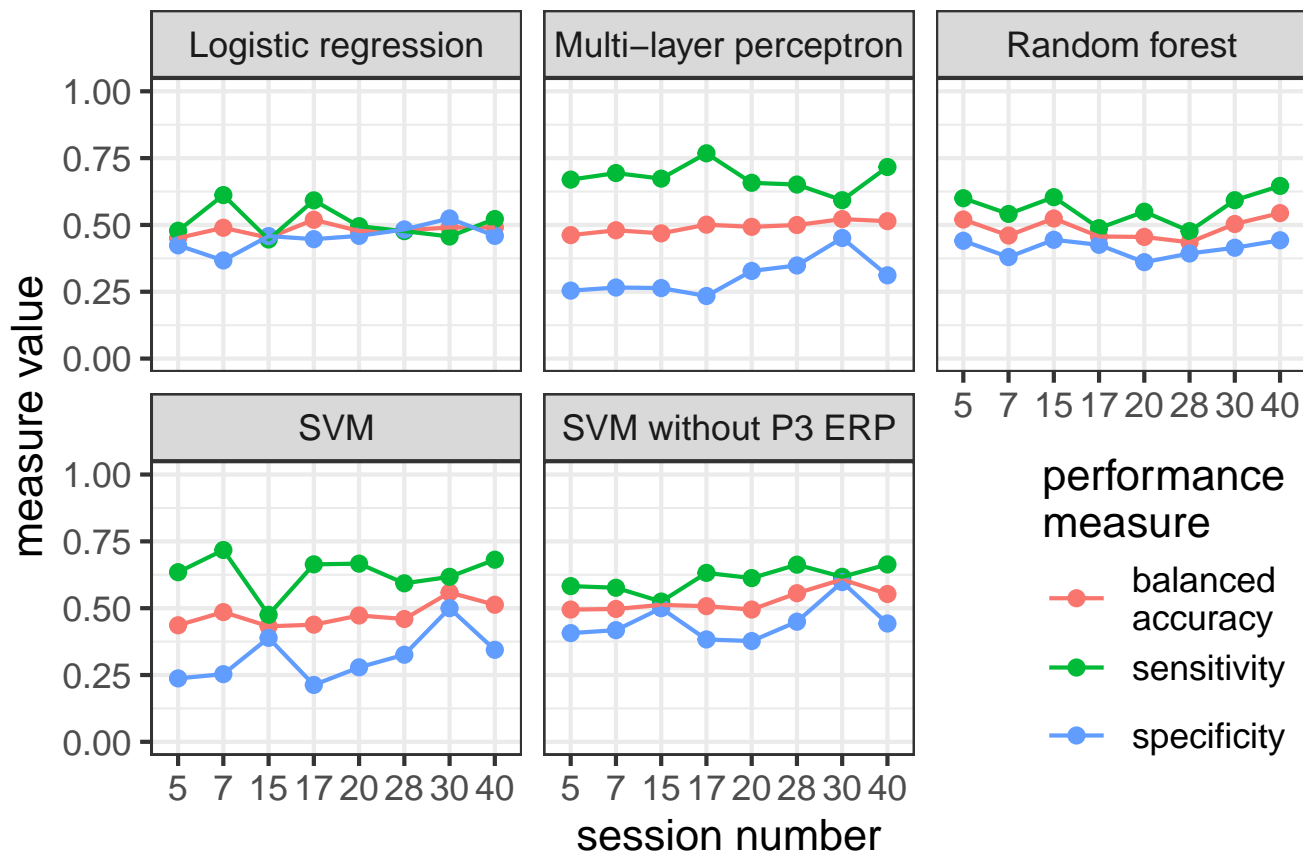 Logistic regression
Multi−layer perceptron
Random forest
1.00
0.75
0.50
0.25
0.00
5 7 15 17 20 28 30 40
SVM
SVM without P3 ERP
1.00
0.75
0.50
0.25
0.00
5 7 15 17 20 28 30 40
5 7 15 17 20 28 30 40
measure value
session number
performance
measure
balanced
accuracy
sensitivity
specificity